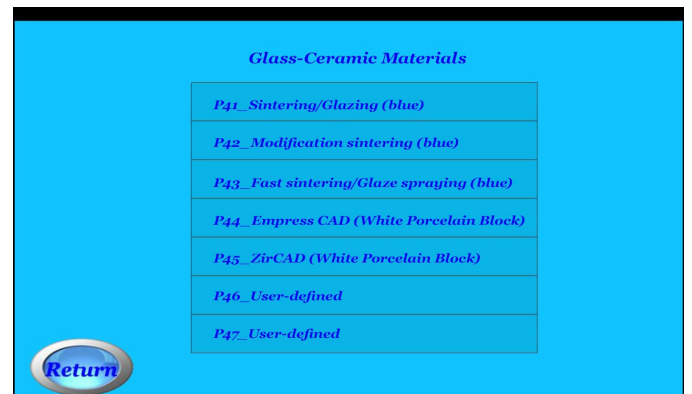 Glass-Ceramic Materials
P41_Sintering/Glazing (blue)
P42_Modification sintering (blue)
P43_Fast sintering/Glaze spraying (blue)
P44_Empress CAD (White Porcelain Block)
P45_ZirCAD (White Porcelain Block)
P46_User-defined
P47_User-defined
Return